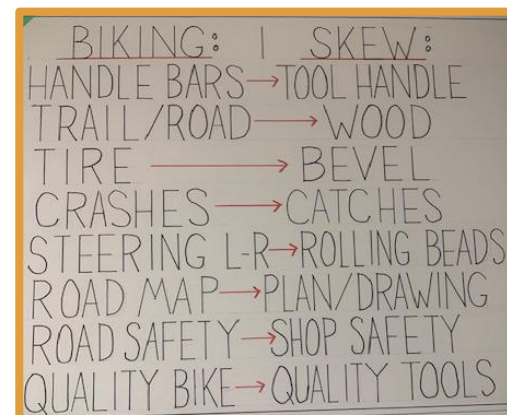 BIKING: | SKEW:
HANDLE BARS→TOOL HANDLE
TRAIL/ROAD→WOOD
TIRE→BEVEL
CRASHES→CATCHES
STEERING L-R→ROLLING BEADS
ROAD MAP→PLAN/DRAWING
ROAD SAFETY→SHOP SAFETY
QUALITY BIKE→QUALITY TOOLS